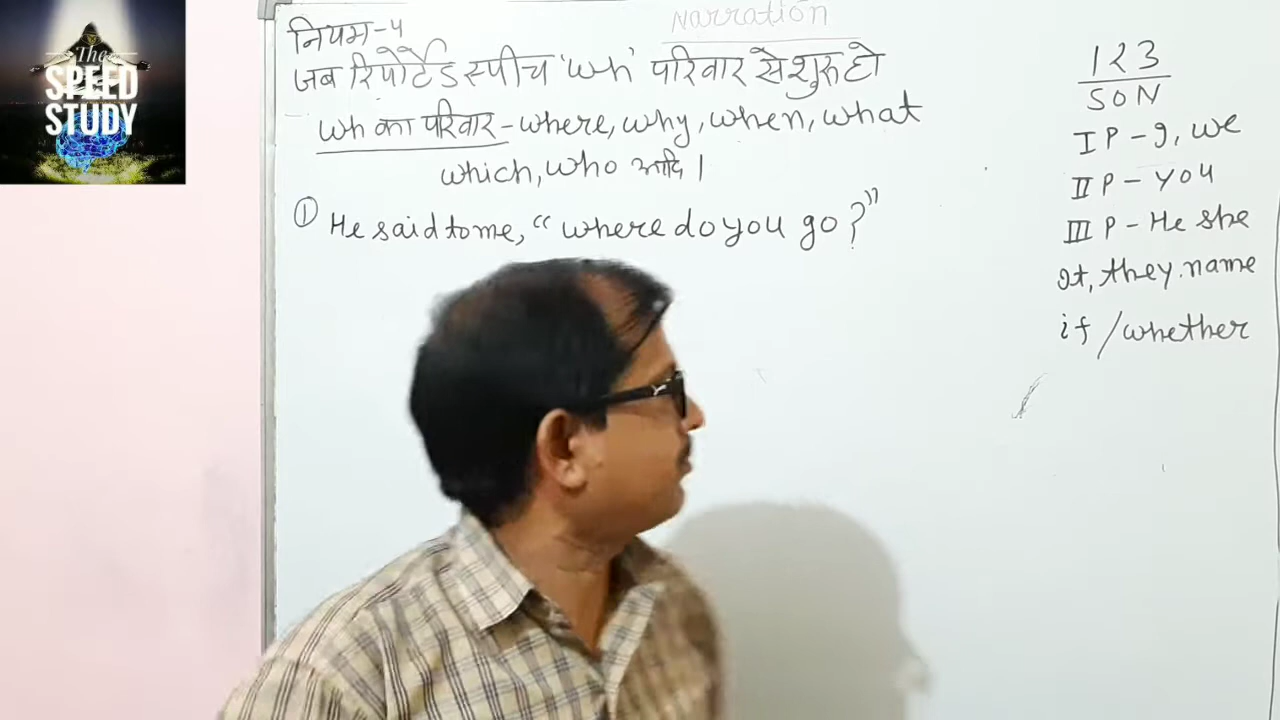 The
SPEED
STUDY
Narration
नियम-५
जब रिपोर्टेड स्पीच 'wh' परिवार से शुरू हो
wh का परिवार - where, why, when, what
which, who आदि ।
① He said to me, “ where do you go? ”
123
SON
I P - I, we
II P - you
III P - He she
It, they. name
if / whether